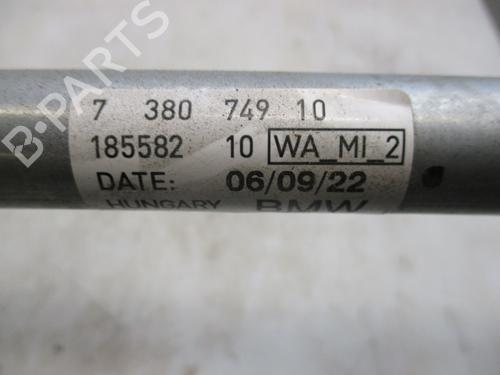 7 380 749 10
185582 10 WA_MI_2
DATE: 06/09/22
HUNGARY BMW
B-PARTS